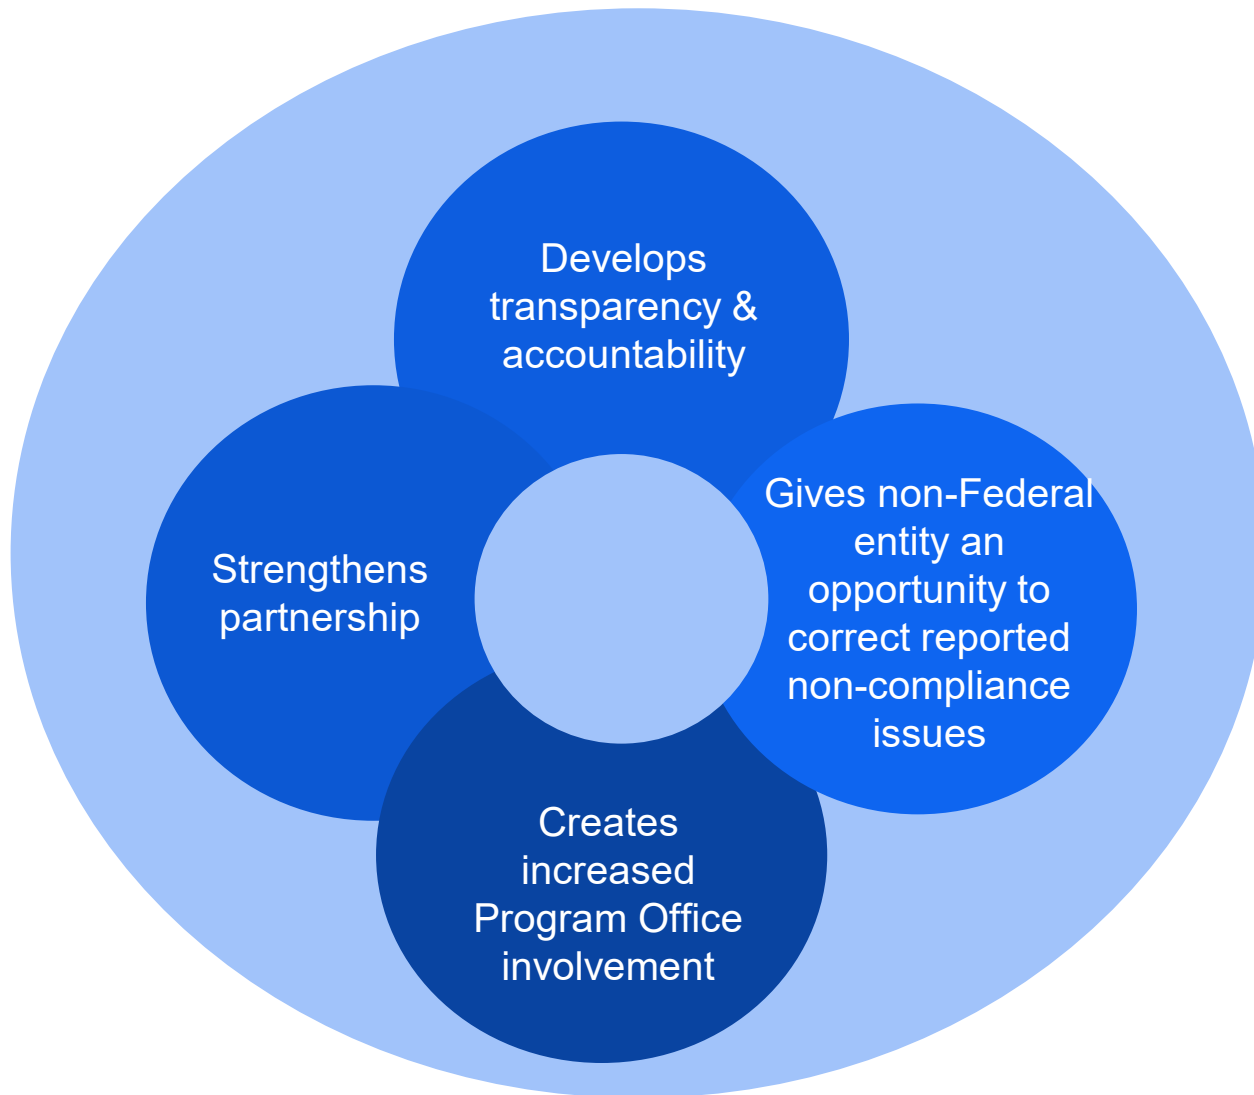 Develops
transparency &
accountability
Gives non-Federal
entity an
opportunity to
correct reported
non-compliance
issues
Strengthens
partnership
Creates
increased
Program Office
involvement